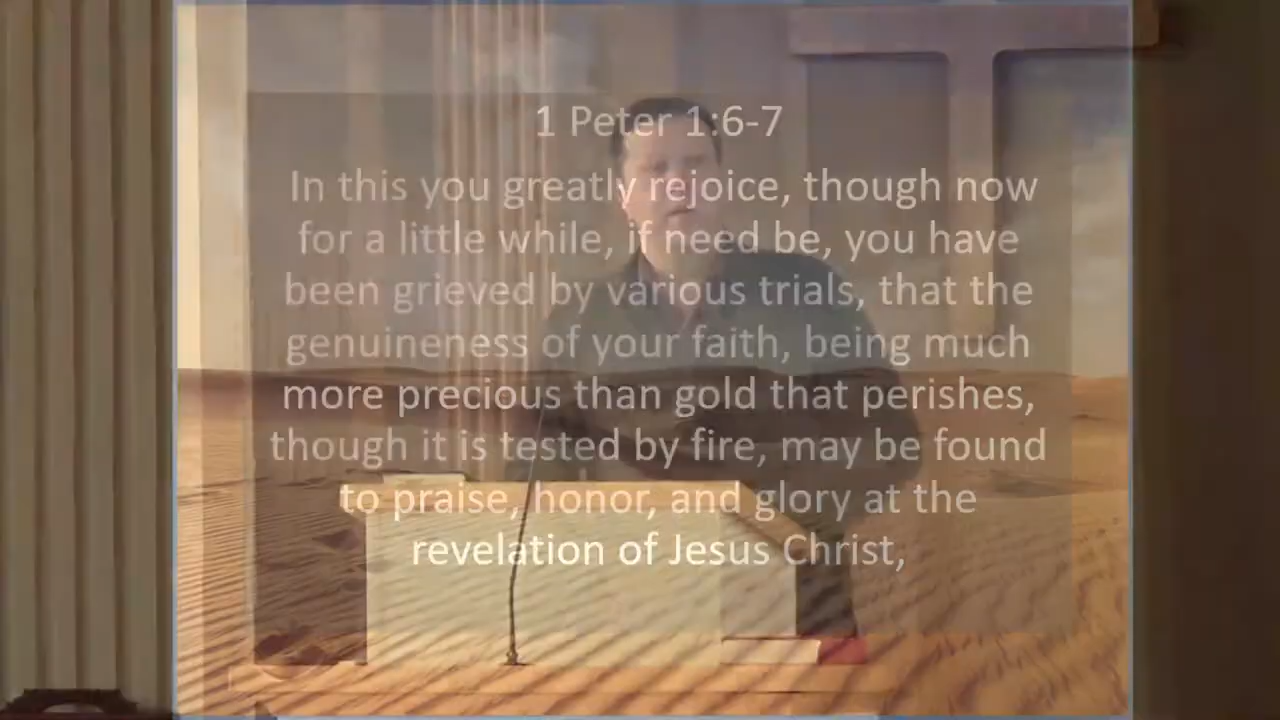 1 Peter 1:6-7
In this you greatly rejoice, though now
for a little while, if need be, you have
been grieved by various trials, that the
genuineness of your faith, being much
more precious than gold that perishes,
though it is tested by fire, may be found
to praise, honor, and glory at the
revelation of Jesus Christ,